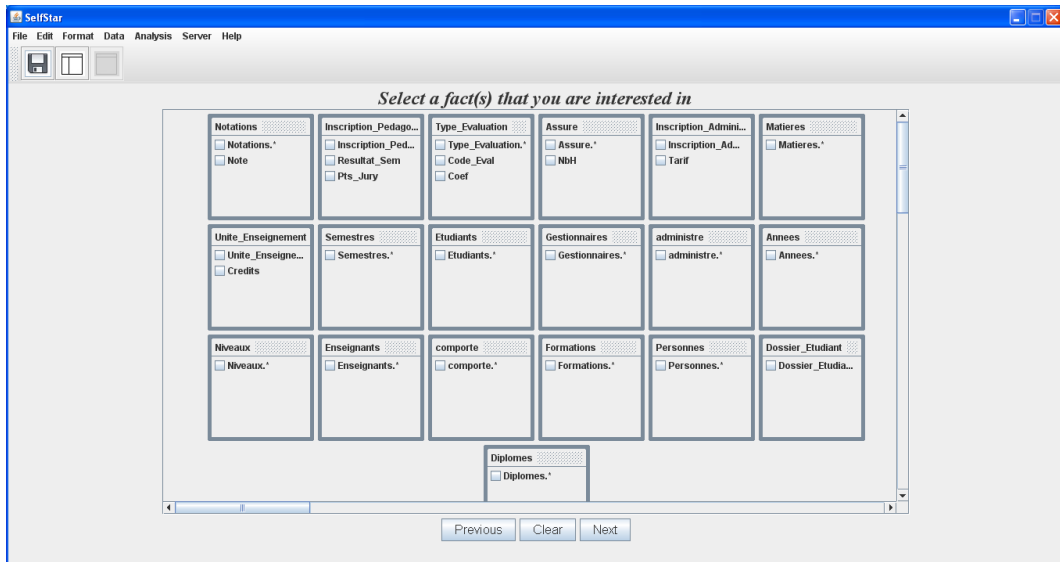 SelfStar
File Edit Format Data Analysis Server Help
Select a fact(s) that you are interested in
Notations
Notations.*
Note
Inscription_Pedago...
Inscription_Ped...
Resultat_Sem
Pts_Jury
Type_Evaluation
Type_Evaluation.*
Code_Eval
Coef
Assure
Assure.*
NbH
Inscription_Admini...
Inscription_Ad...
Tarif
Matieres
Matieres.*
Unite_Enseignement
Unite_Enseigne...
Credits
Semestres
Semestres.*
Etudiants
Etudiants.*
Gestionnaires
Gestionnaires.*
administre
administre.*
Annees
Annees.*
Niveaux
Niveaux.*
Enseignants
Enseignants.*
comporte
comporte.*
Formations
Formations.*
Personnes
Personnes.*
Dossier_Etudiant
Dossier_Etudia...
Diplomes
Diplomes.*
Previous Clear Next